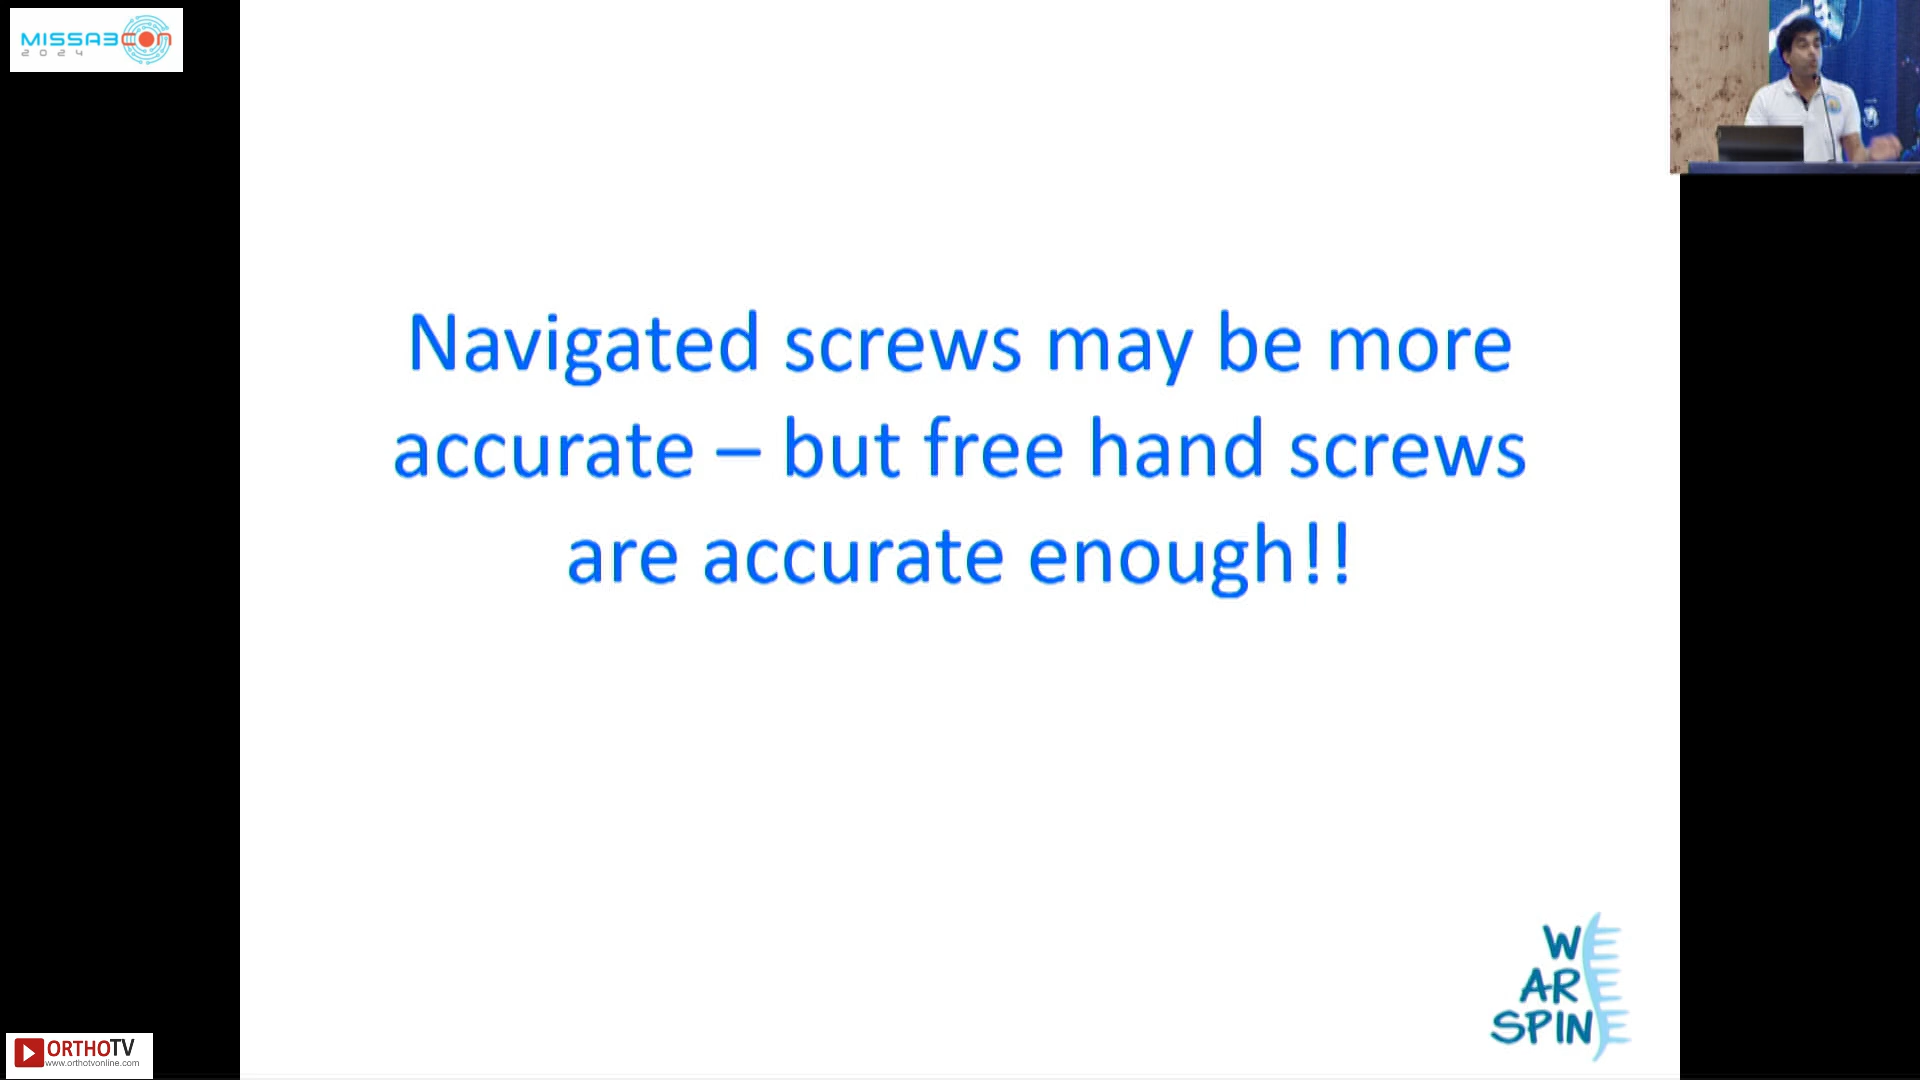 MISSABCON
2024
Navigated screws may be more
accurate – but free hand screws
are accurate enough!!
WE
ARE
SPINE
ORTHOTV
www.orthotvonline.com